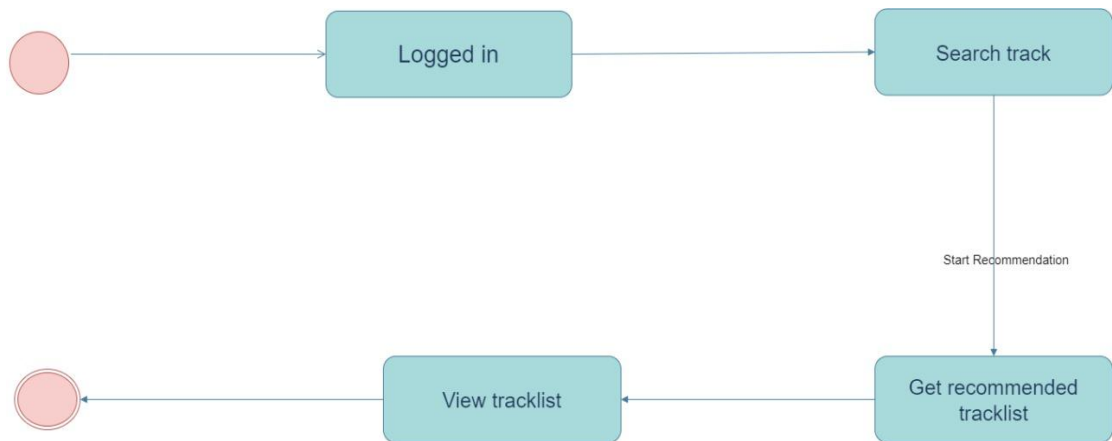 Logged in
Search track
Start Recommendation
Get recommended
tracklist
View tracklist